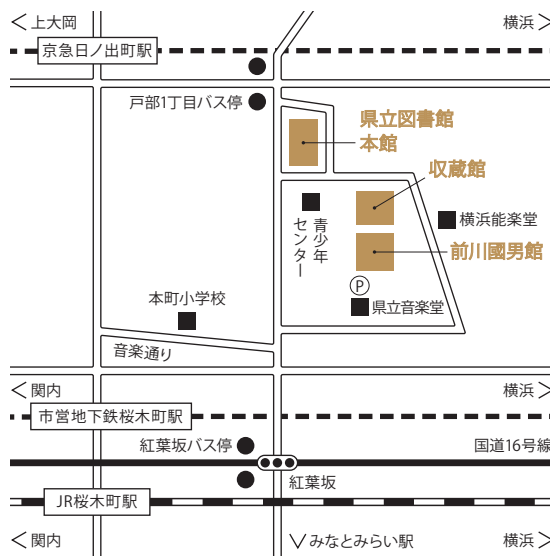 ＜上大岡
横浜＞
京急日ノ出町駅
戸部1丁目バス停
県立図書館
本館
収蔵館
青少年
センター
横浜能楽堂
前川國男館
P
県立音楽堂
本町小学校
音楽通り
＜関内
横浜＞
市営地下鉄桜木町駅
紅葉坂バス停
国道16号線
紅葉坂
JR桜木町駅
＜関内
みなとみらい駅
横浜＞